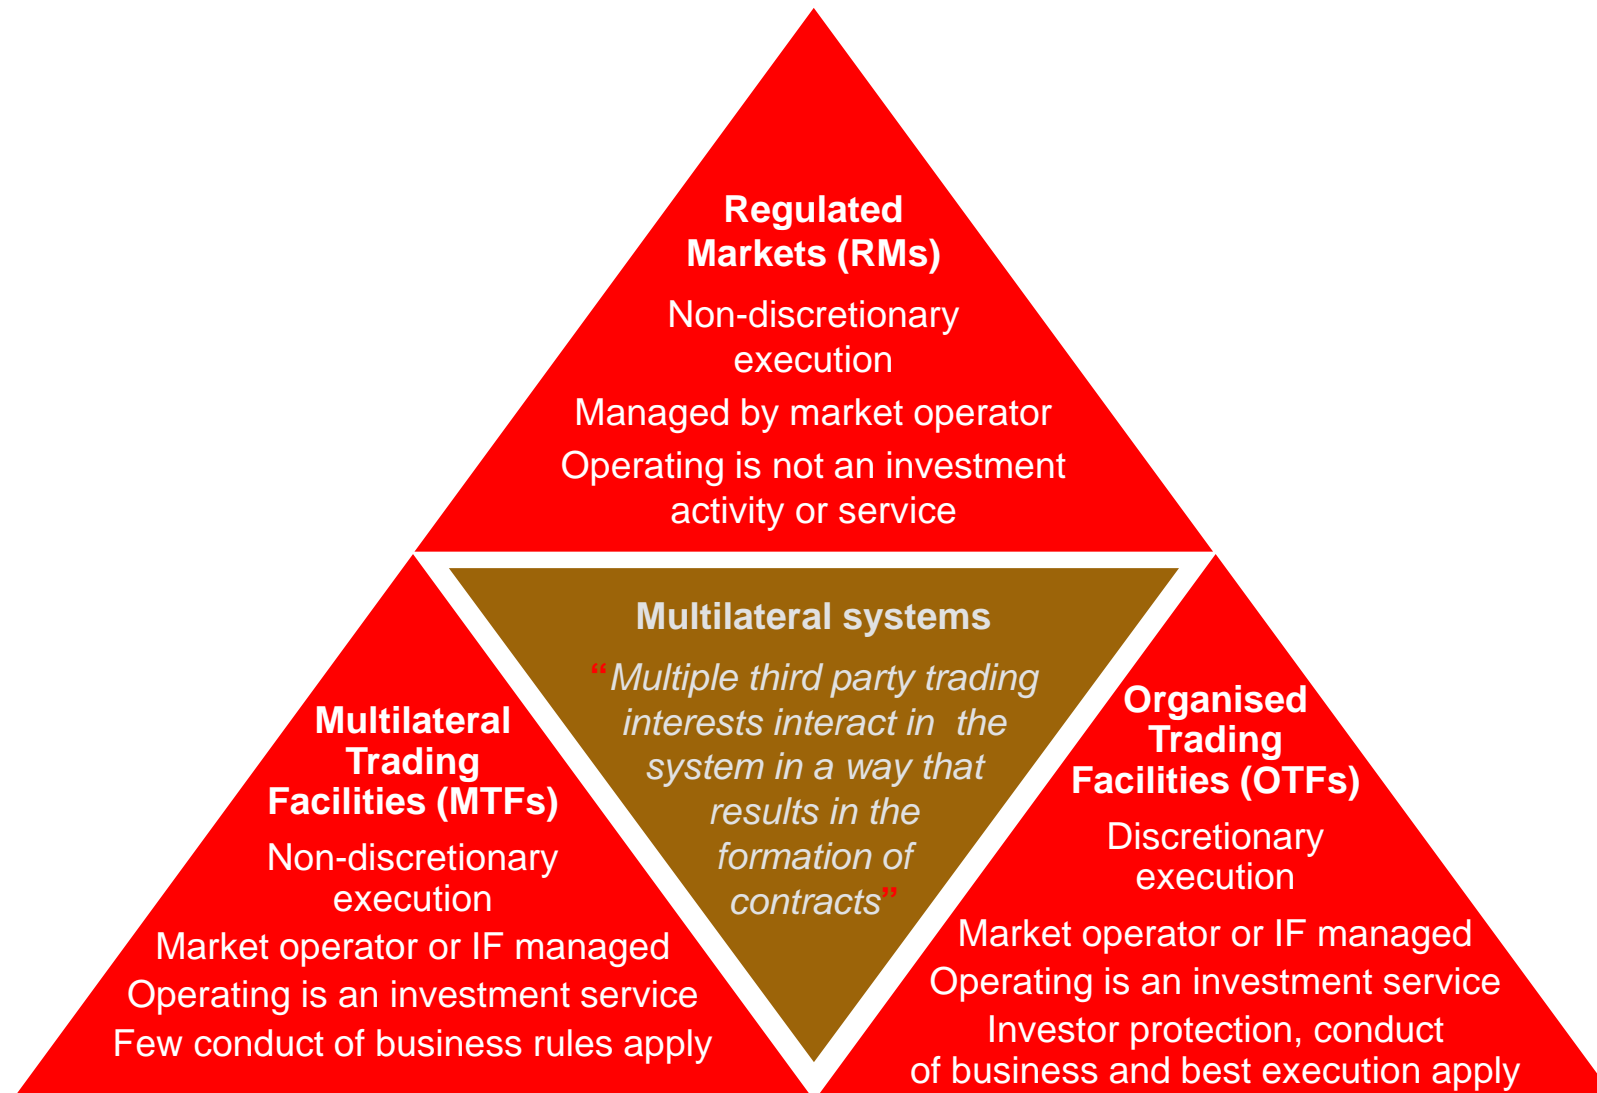 Regulated
Markets (RMs)
Non-discretionary
execution
Managed by market operator
Operating is not an investment
activity or service
Multilateral systems
“Multiple third party trading
interests interact in the
system in a way that
results in the
formation of
contracts”
Multilateral
Trading
Facilities (MTFs)
Non-discretionary
execution
Market operator or IF managed
Operating is an investment service
Few conduct of business rules apply
Organised
Trading
Facilities (OTFs)
Discretionary
execution
Market operator or IF managed
Operating is an investment service
Investor protection, conduct
of business and best execution apply